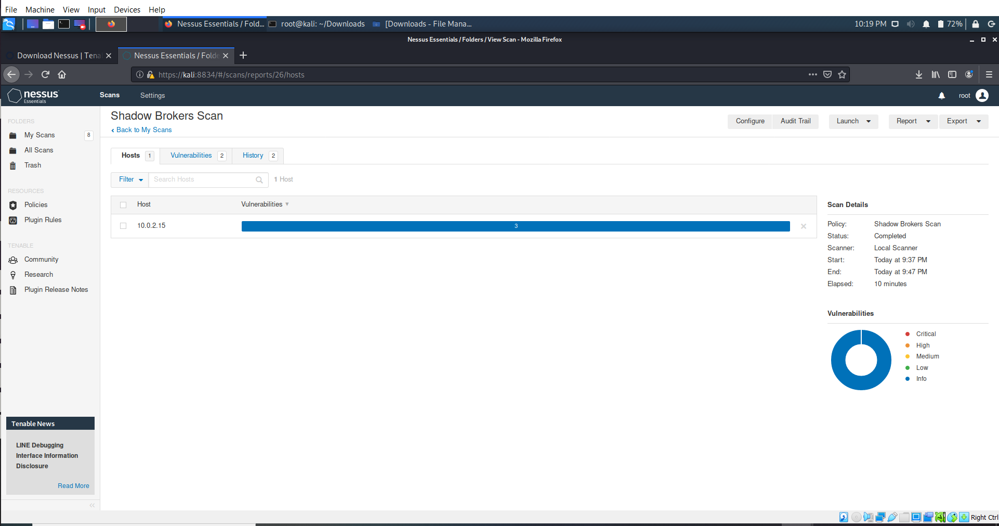 File Machine View Input Devices Help
Nessus Essentials / Fold... root@kali: ~/Downloads [Downloads - File Mana... 10:19 PM 72%
Nessus Essentials / Folders / View Scan - Mozilla Firefox
Download Nessus | Tena Nessus Essentials / Folde
https://kali:8834/#/scans/reports/26/hosts
nessus Essentials Scans Settings root
Shadow Brokers Scan
Back to My Scans
Configure Audit Trail Launch Report Export
FOLDERS
My Scans 8
All Scans
Trash
RESOURCES
Policies
Plugin Rules
TENABLE
Community
Research
Plugin Release Notes
Tenable News
LINE Debugging
Interface Information
Disclosure
Read More
Hosts 1 Vulnerabilities 2 History 2
Filter Search Hosts 1 Host
Host Vulnerabilities
10.0.2.15 3
Scan Details
Policy: Shadow Brokers Scan
Status: Completed
Scanner: Local Scanner
Start: Today at 9:37 PM
End: Today at 9:47 PM
Elapsed: 10 minutes
Vulnerabilities
Critical
High
Medium
Low
Info
Right Ctrl